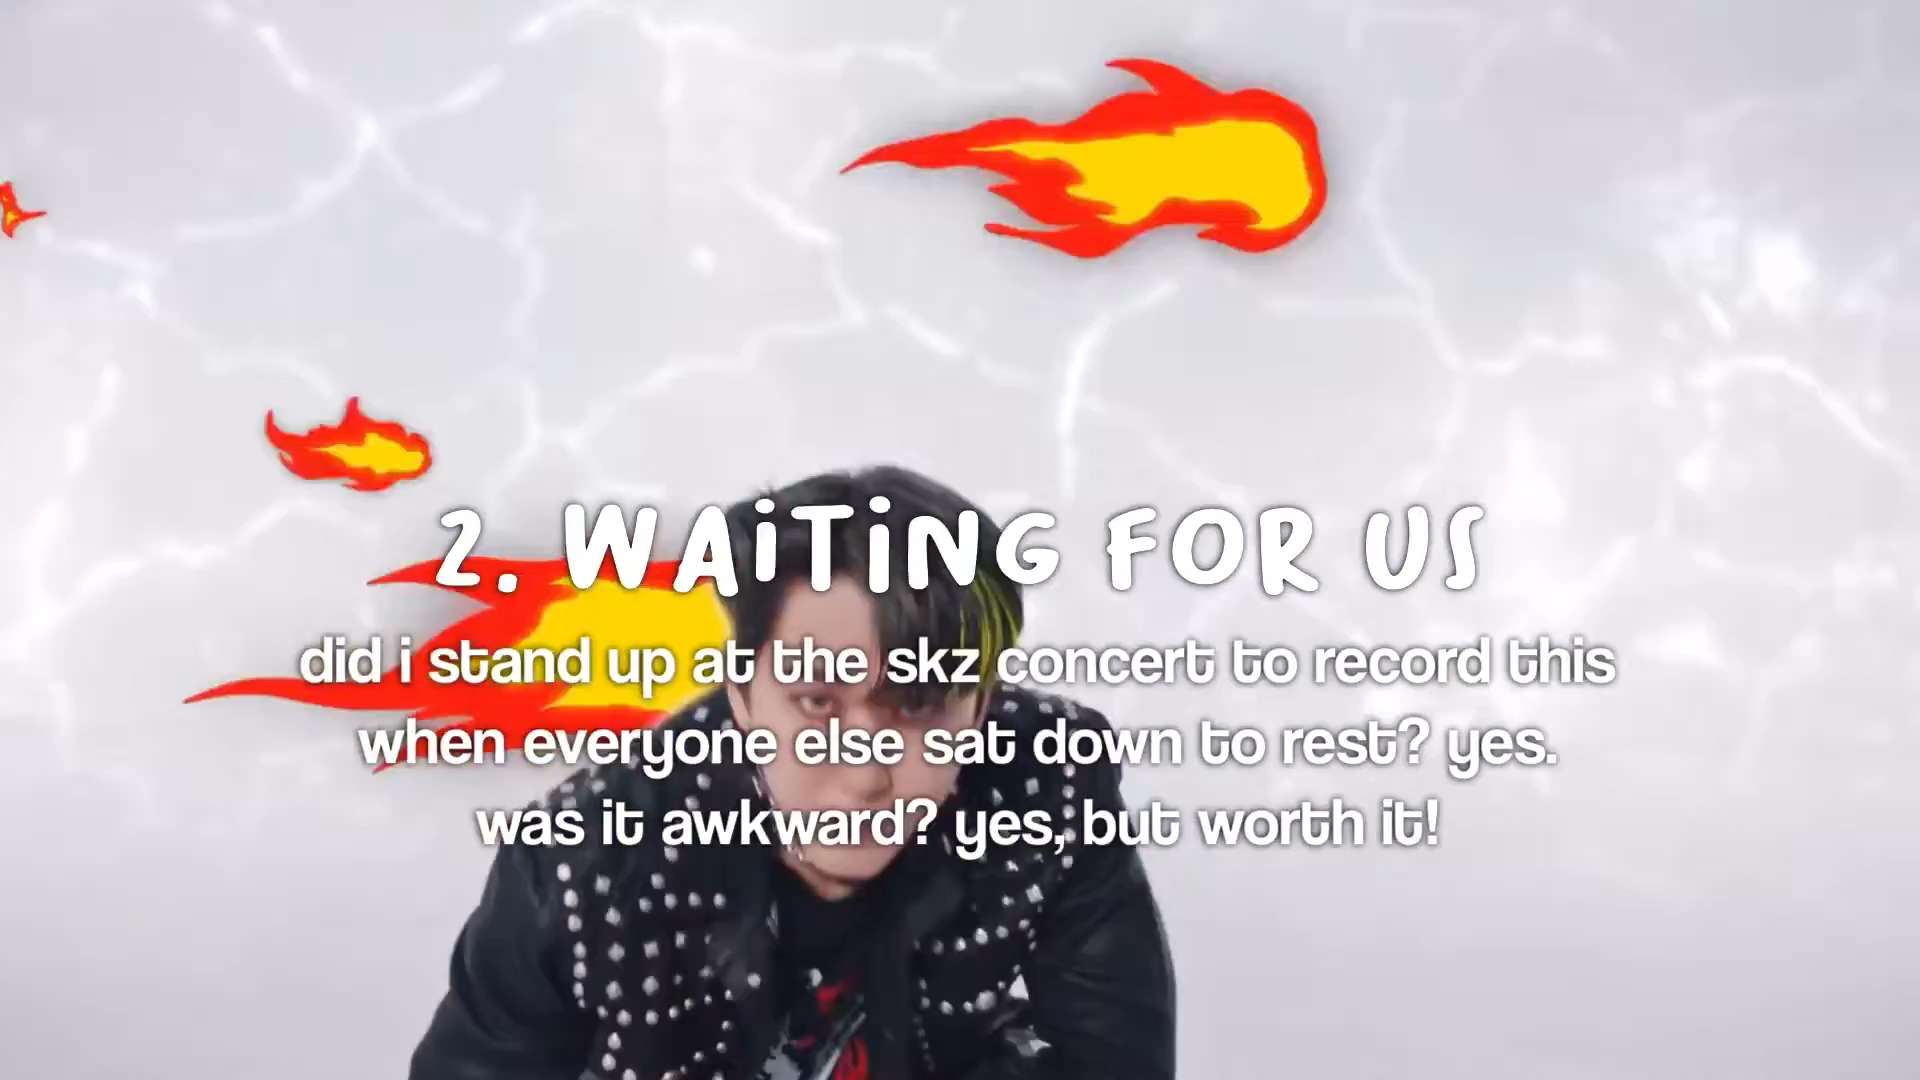 2. WAiTiNG FOR US
did i stand up at the skz concert to record this
when everyone else sat down to rest? yes.
was it awkward? yes, but worth it!